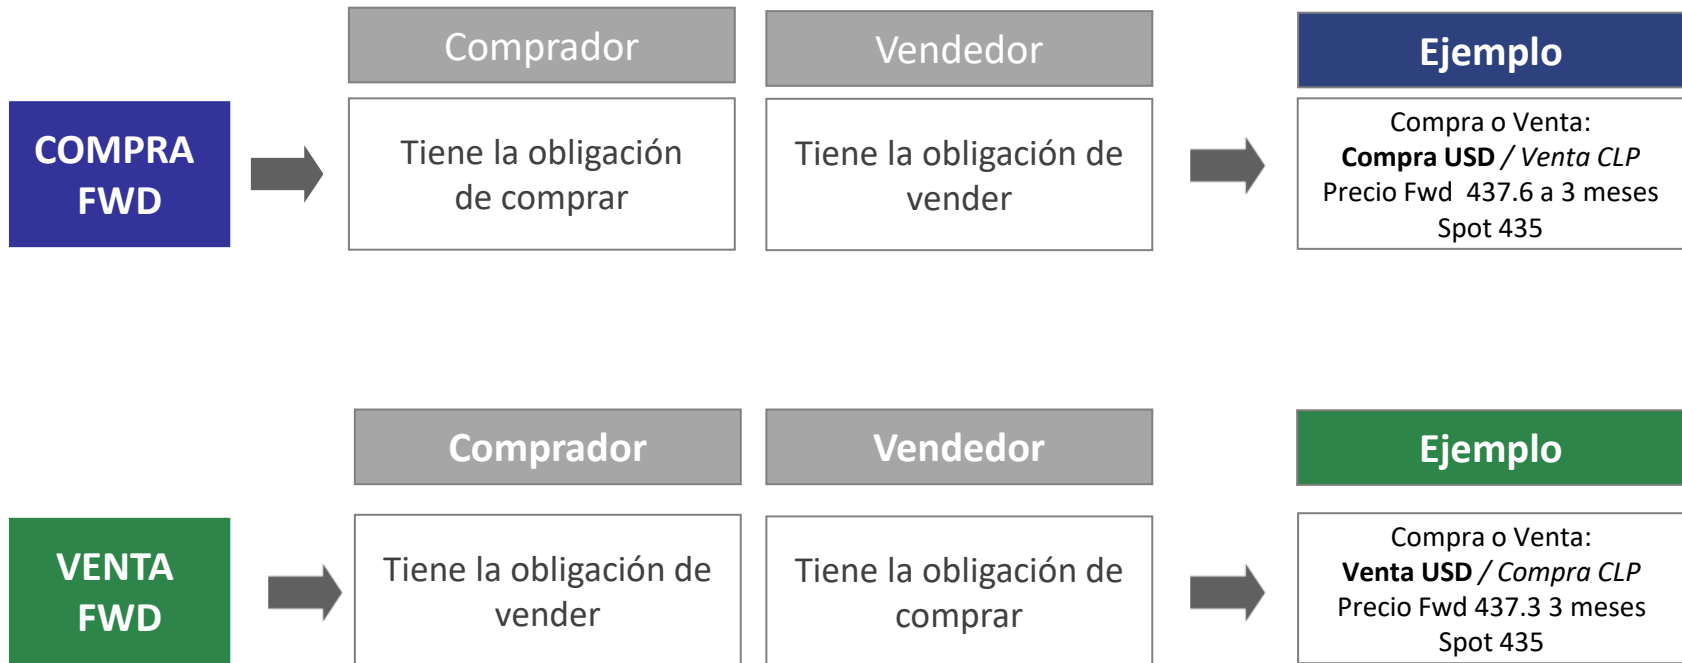 Comprador
Vendedor
Ejemplo
COMPRA
FWD
Tiene la obligación
de comprar
Tiene la obligación de
vender
Compra o Venta:
Compra USD / Venta CLP
Precio Fwd 437.6 a 3 meses
Spot 435
Comprador
Vendedor
Ejemplo
VENTA
FWD
Tiene la obligación de
vender
Tiene la obligación de
comprar
Compra o Venta:
Venta USD / Compra CLP
Precio Fwd 437.3 3 meses
Spot 435